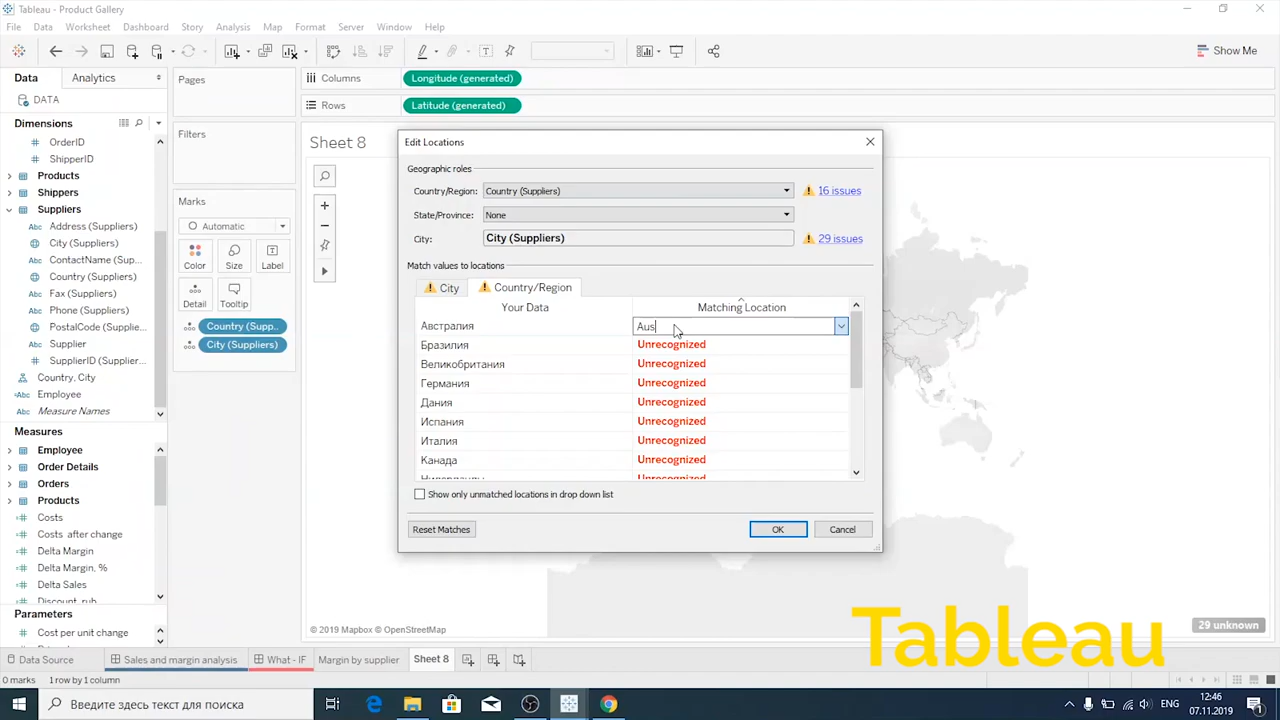 Tableau - Product Gallery
File Data Worksheet Dashboard Story Analysis Map Format Server Window Help
Show Me
Data Analytics
Pages
Columns Longitude (generated)
DATA
Rows Latitude (generated)
Dimensions
Filters
Sheet 8
OrderID
ShipperID
Products
Shippers
Suppliers
Address (Suppliers)
City (Suppliers)
ContactName (Sup..
Country (Suppliers)
Fax (Suppliers)
Phone (Suppliers)
PostalCode (Supplie..
Supplier
SupplierID (Supplier..
Country, City
Employee
Measure Names
Measures
Employee
Order Details
Orders
Products
Costs
Costs after change
Delta Margin
Delta Margin, %
Delta Sales
Discount, rub
Parameters
Cost per unit change
Marks
Automatic
Color Size Label
Detail Tooltip
Country (Supp..
City (Suppliers)
Edit Locations
Geographic roles
Country/Region: Country (Suppliers) 16 issues
State/Province: None
City: City (Suppliers) 29 issues
Match values to locations
City Country/Region
Your Data Matching Location
Австралия Aus
Бразилия Unrecognized
Великобритания Unrecognized
Германия Unrecognized
Дания Unrecognized
Испания Unrecognized
Италия Unrecognized
Канада Unrecognized
Нидерланды Unrecognized
Show only unmatched locations in drop down list
Reset Matches OK Cancel
© 2019 Mapbox © OpenStreetMap
29 unknown
Tableau
Data Source Sales and margin analysis What - IF Margin by supplier Sheet 8
0 marks 1 row by 1 column
Введите здесь текст для поиска
ENG
12:46
07.11.2019